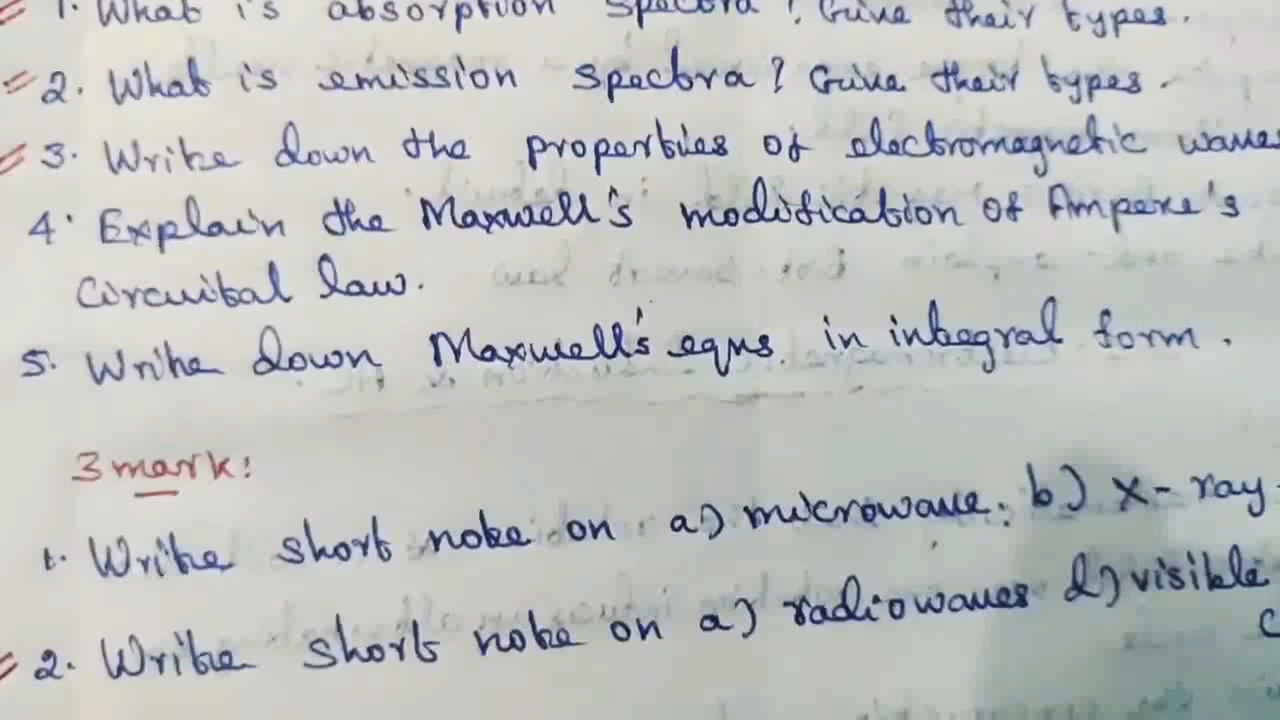 1. What is absorption spectra? Give their types.
2. What is emission spectra? Give their types.
3. Write down the properties of electromagnetic waves
4. Explain the Maxwell's modification of Ampere's
Circuital law.
5. Write down Maxwell's eqns. in integral form.
3 mark:
1. Write short note on a) microwave. b) x-ray.
2. Write short note on a) radiowaves d) visible